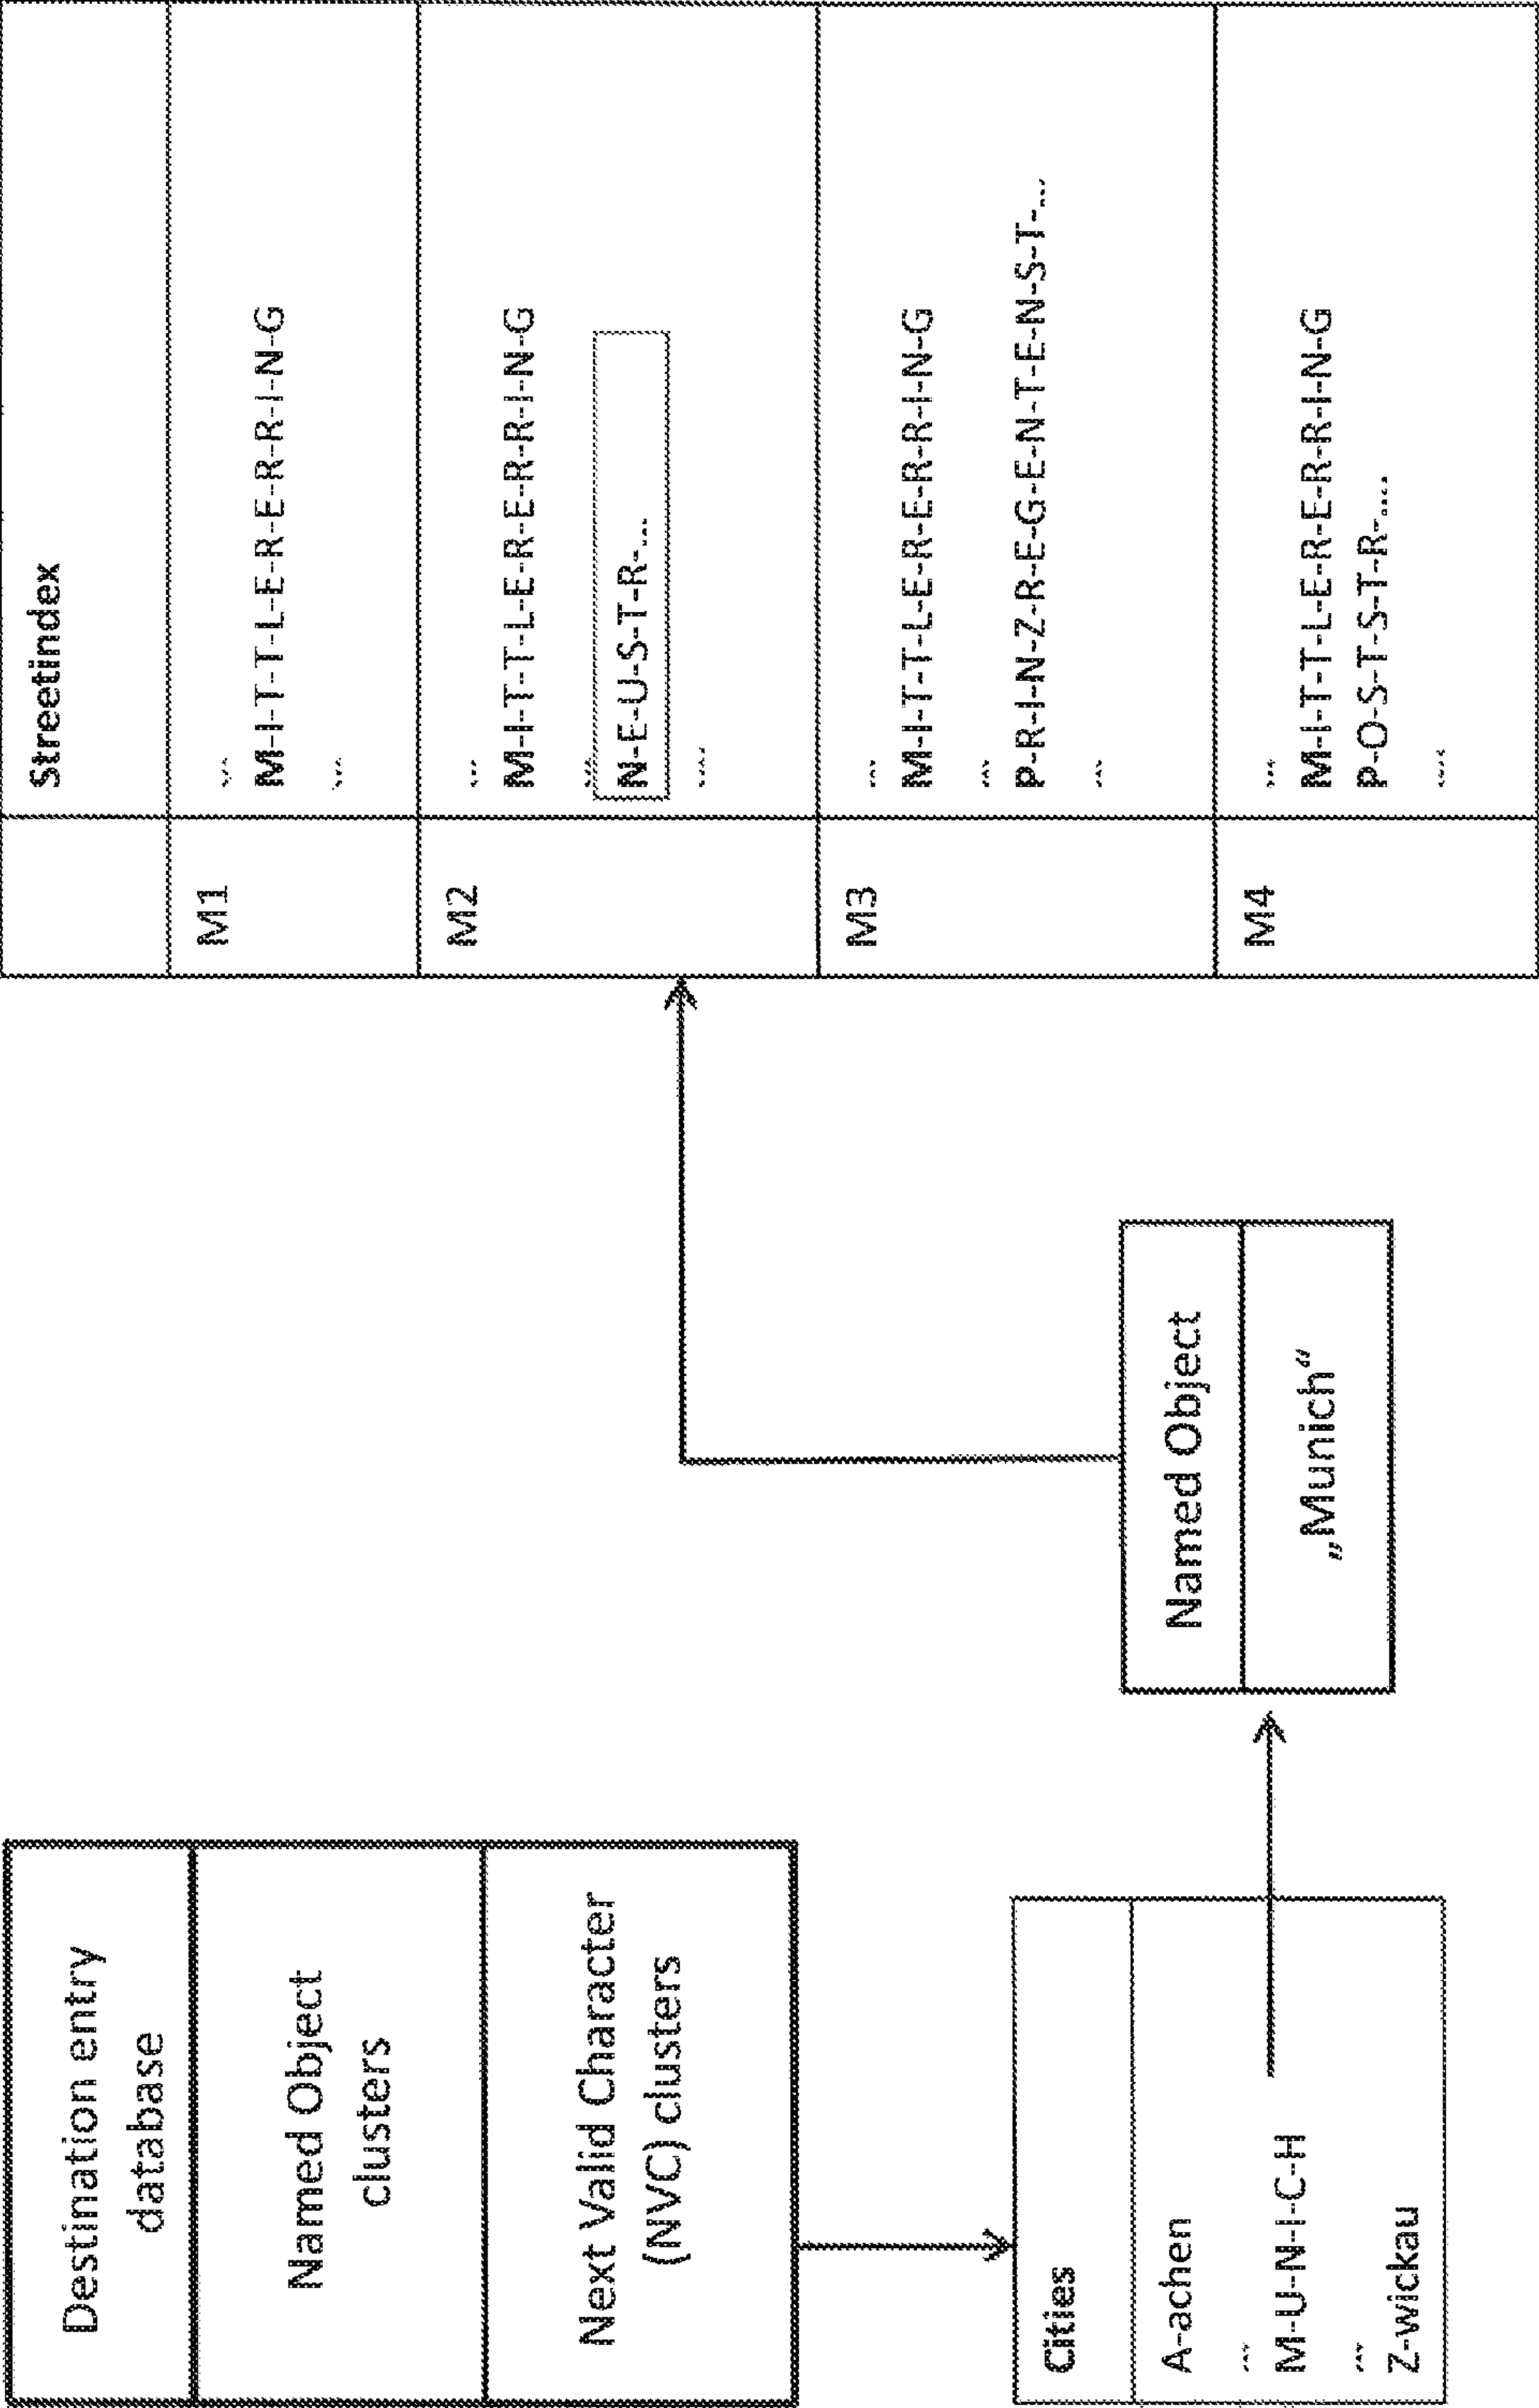 Destination entry
database
Named Object
clusters
Next Valid Character
(NVC) clusters
Cities
A-achen
...
M-U-N-I-C-H
...
Z-wickau
Named Object
„Munich“
Streetindex
M1
...
M-I-T-T-L-E-R-E-R-R-I-N-G
...
M2
...
M-I-T-T-L-E-R-E-R-R-I-N-G
...
N-E-U-S-T-R-....
....
M3
...
M-I-T-T-L-E-R-E-R-R-I-N-G
...
P-R-I-N-Z-R-E-G-E-N-T-E-N-S-T-...
...
M4
...
M-I-T-T-L-E-R-E-R-R-I-N-G
P-O-S-T-S-T-R-....
....